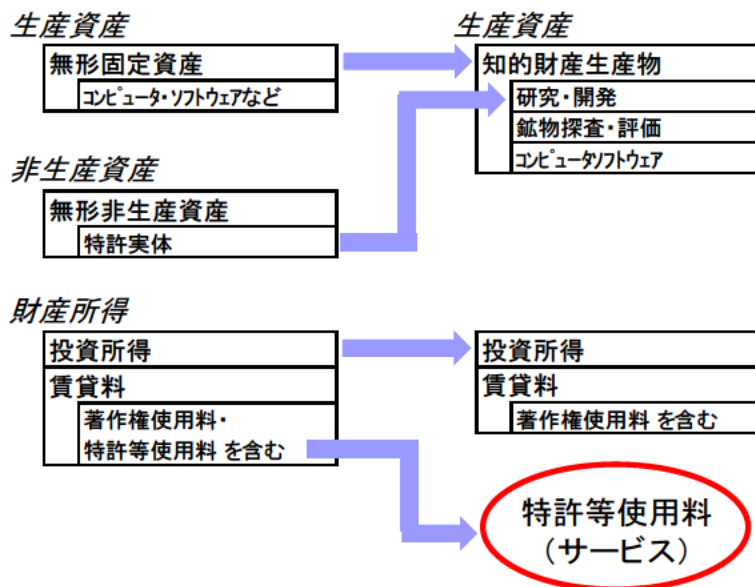 生産資産
無形固定資産
コンピュータ・ソフトウェアなど
非生産資産
無形非生産資産
特許実体
財産所得
投資所得
賃貸料
著作権使用料・
特許等使用料 を含む
生産資産
知的財産生産物
研究・開発
鉱物探査・評価
コンピュータソフトウェア
投資所得
賃貸料
著作権使用料 を含む
特許等使用料
（サービス）